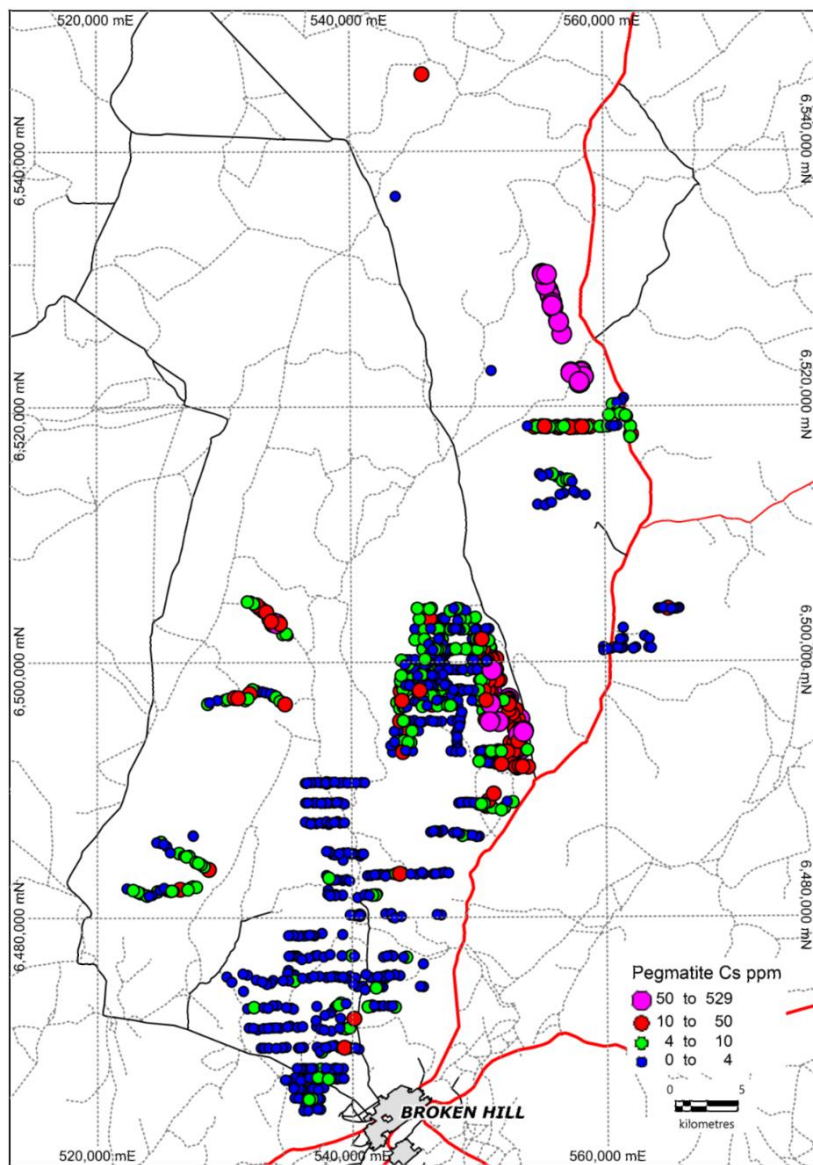 520,000 mE 540,000 mE 560,000 mE
6,540,000 mN 6,540,000 mN
6,520,000 mN 6,520,000 mN
6,500,000 mN 6,500,000 mN
6,480,000 mN 6,480,000 mN
Pegmatite Cs ppm
50 to 529
10 to 50
4 to 10
0 to 4
0 5
kilometres
BROKEN HILL
520,000 mE 540,000 mE 560,000 mE